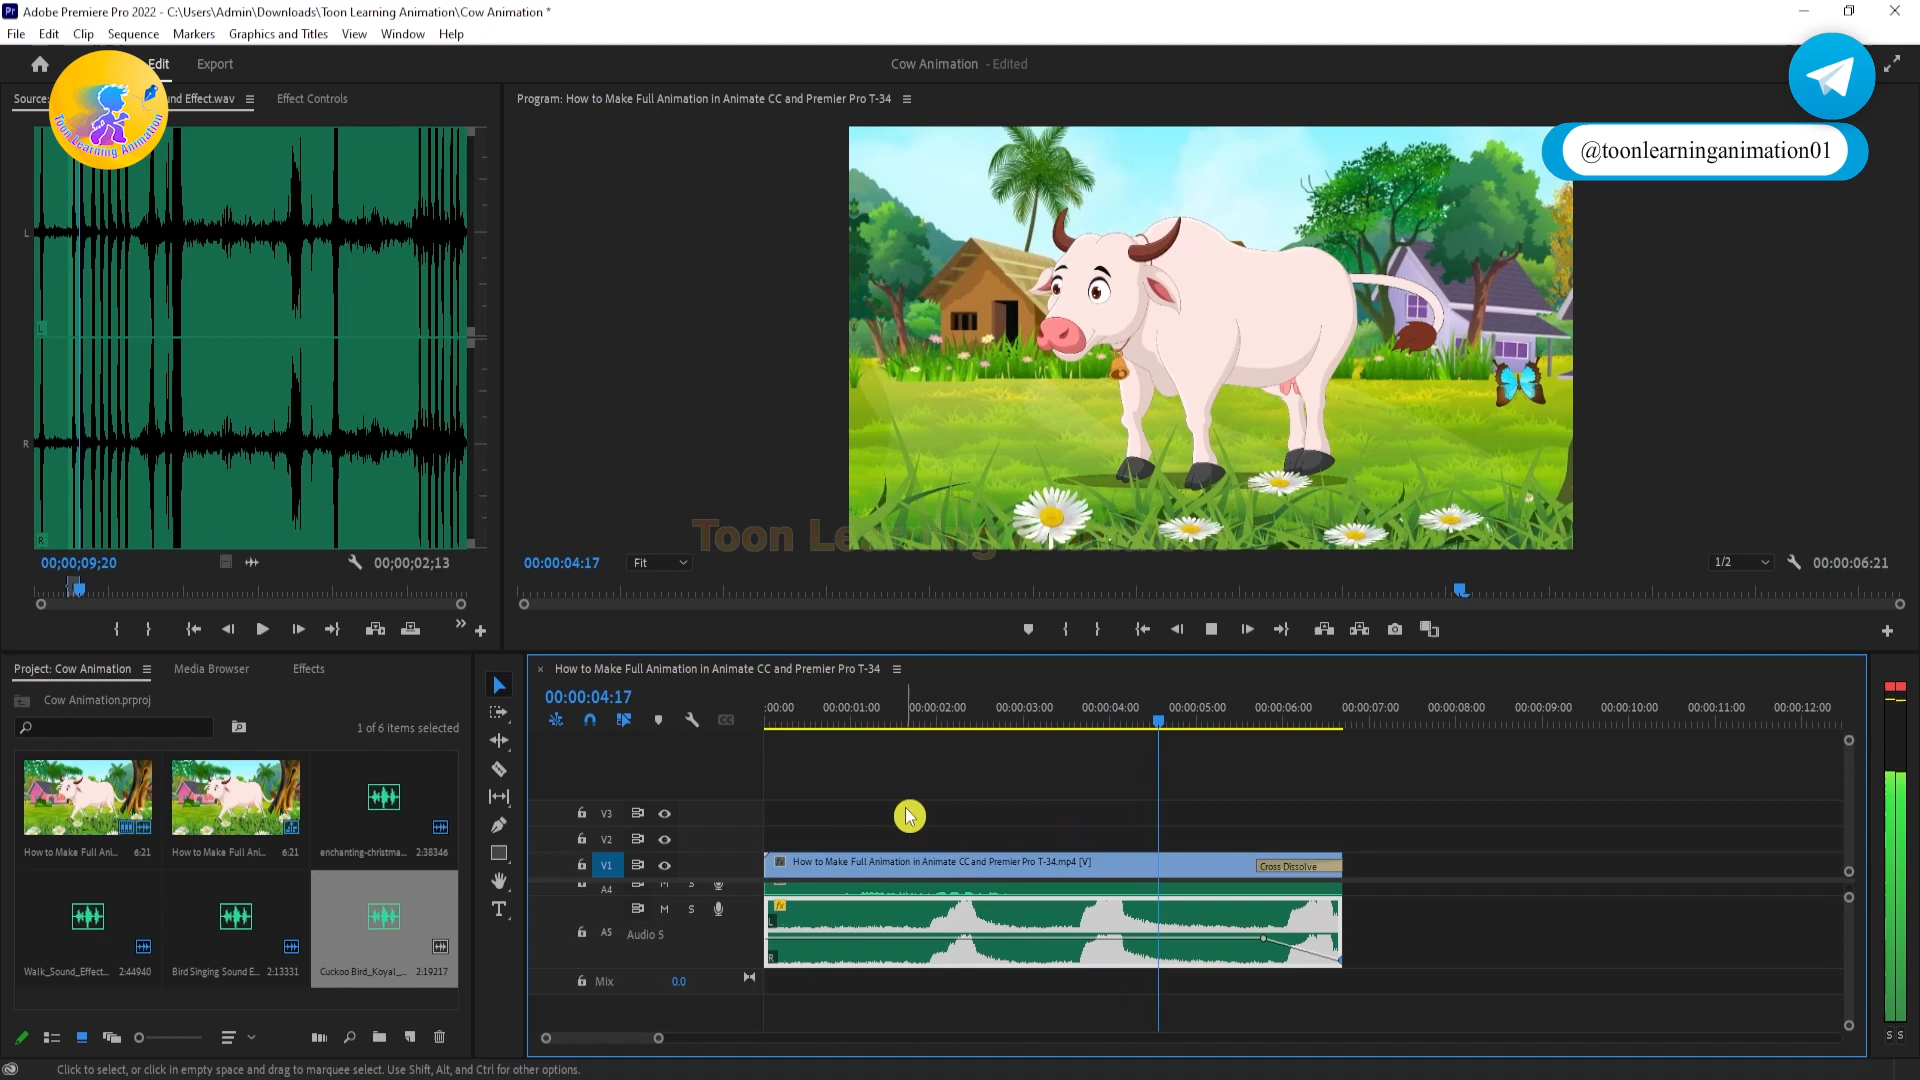 Adobe Premiere Pro 2022 - C:\Users\Admin\Downloads\Toon Learning Animation\Cow Animation *
File Edit Clip Sequence Markers Graphics and Titles View Window Help
Edit Export
Cow Animation - Edited
Toon Learning Animation
@toonlearninganimation01
Source: nd Effect.wav Effect Controls
Program: How to Make Full Animation in Animate CC and Premier Pro T-34
L
L
R
R
00;00;09;20
00;00;02;13
00:00:04:17
Fit
1/2
00:00:06:21
Toon Le
Project: Cow Animation Media Browser Effects
Cow Animation.prproj
1 of 6 items selected
How to Make Full Ani... 6:21
How to Make Full Ani... 6:21
enchanting-christma... 2:38346
Walk_Sound_Effect... 2:44940
Bird Singing Sound E... 2:13331
Cuckoo Bird_Koyal_... 2:19217
How to Make Full Animation in Animate CC and Premier Pro T-34
00:00:04:17
:00:00 00:00:01:00 00:00:02:00 00:00:03:00 00:00:04:00 00:00:05:00 00:00:06:00 00:00:07:00 00:00:08:00 00:00:09:00 00:00:10:00 00:00:11:00 00:00:12:00
V3
V2
V1
How to Make Full Animation in Animate CC and Premier Pro T-34.mp4 [V]
Cross Dissolve
A4 M S
M S
A5 Audio 5
fx
L
R
Mix 0.0
S S
Click to select, or click in empty space and drag to marquee select. Use Shift, Alt, and Ctrl for other options.